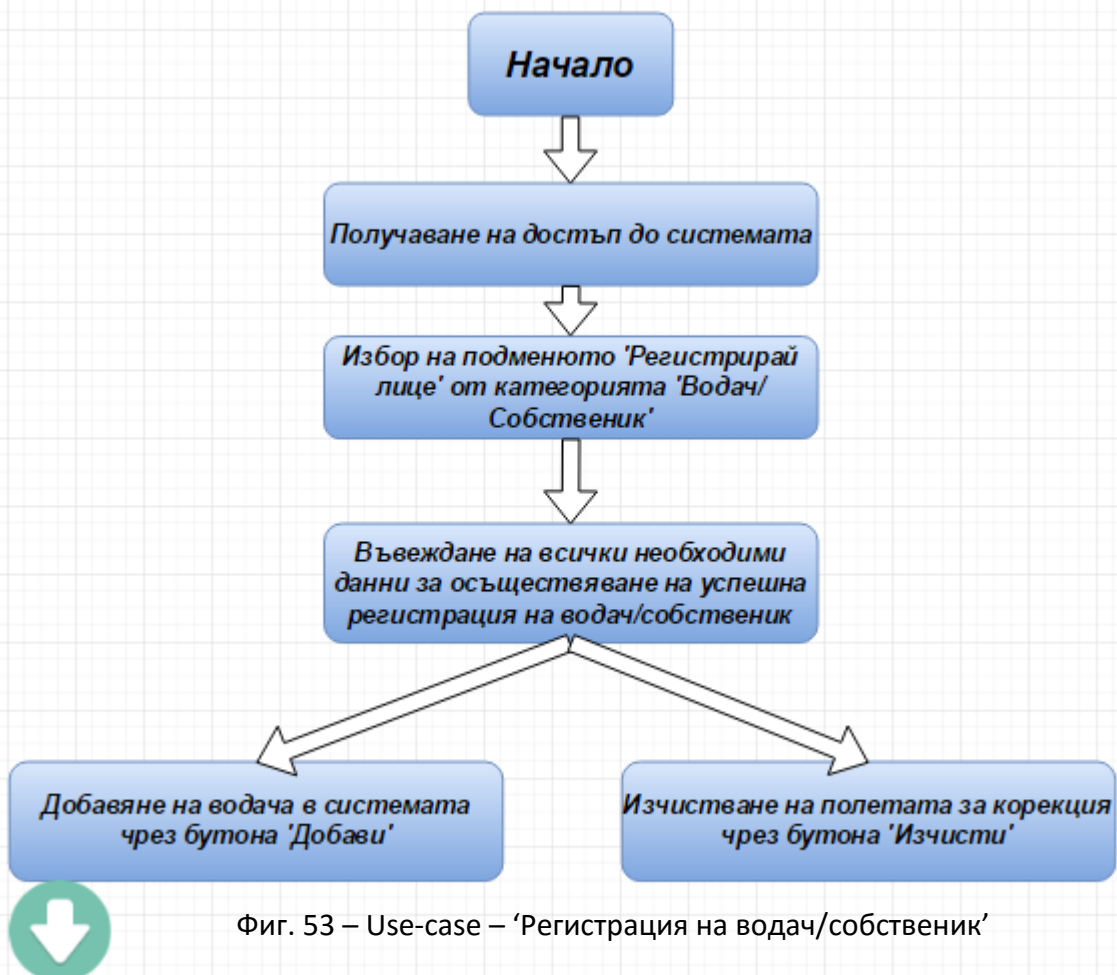 Начало
Получаване на достъп до системата
Избор на подменюто 'Регистрирай
лице' от категорията 'Водач/
Собственик'
Въвеждане на всички необходими
данни за осъществяване на успешна
регистрация на водач/собственик
Добавяне на водача в системата
чрез бутона 'Добави'
Изчистване на полетата за корекция
чрез бутона 'Изчисти'
Фиг. 53 – Use-case – ‘Регистрация на водач/собственик’